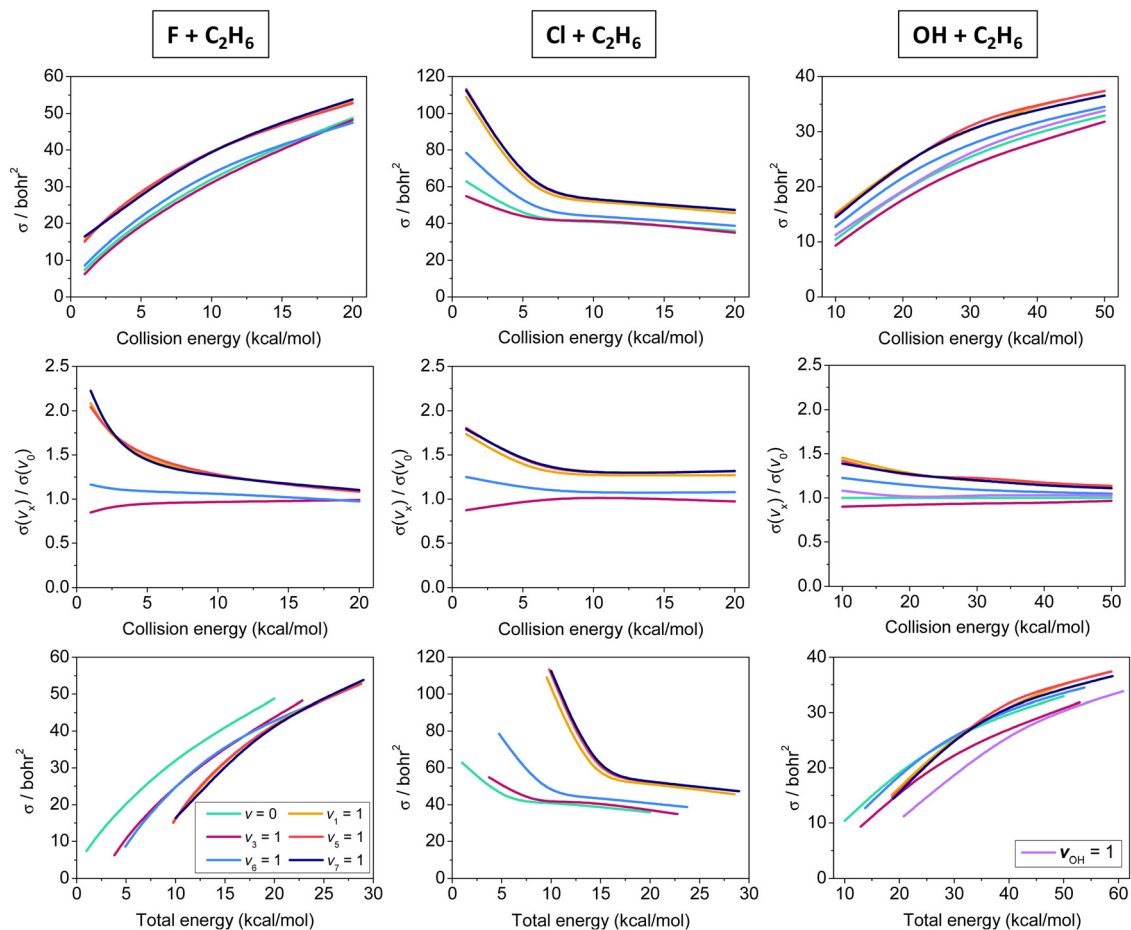 F + C₂H₆
Cl + C₂H₆
OH + C₂H₆
σ / bohr²
60
50
40
30
20
10
0
0 5 10 15 20
Collision energy (kcal/mol)
σ / bohr²
120
100
80
60
40
20
0
0 5 10 15 20
Collision energy (kcal/mol)
σ / bohr²
40
30
20
10
0
10 20 30 40 50
Collision energy (kcal/mol)
σ(vₓ) / σ(v₀)
2.5
2.0
1.5
1.0
0.5
0.0
0 5 10 15 20
Collision energy (kcal/mol)
σ(vₓ) / σ(v₀)
2.5
2.0
1.5
1.0
0.5
0.0
0 5 10 15 20
Collision energy (kcal/mol)
σ(vₓ) / σ(v₀)
2.5
2.0
1.5
1.0
0.5
0.0
10 20 30 40 50
Collision energy (kcal/mol)
σ / bohr²
60
50
40
30
20
10
0
v = 0 v₁ = 1
v₃ = 1 v₅ = 1
v₆ = 1 v₇ = 1
0 5 10 15 20 25 30
Total energy (kcal/mol)
σ / bohr²
120
100
80
60
40
20
0
0 5 10 15 20 25 30
Total energy (kcal/mol)
σ / bohr²
40
30
20
10
0
v_OH = 1
10 20 30 40 50 60
Total energy (kcal/mol)